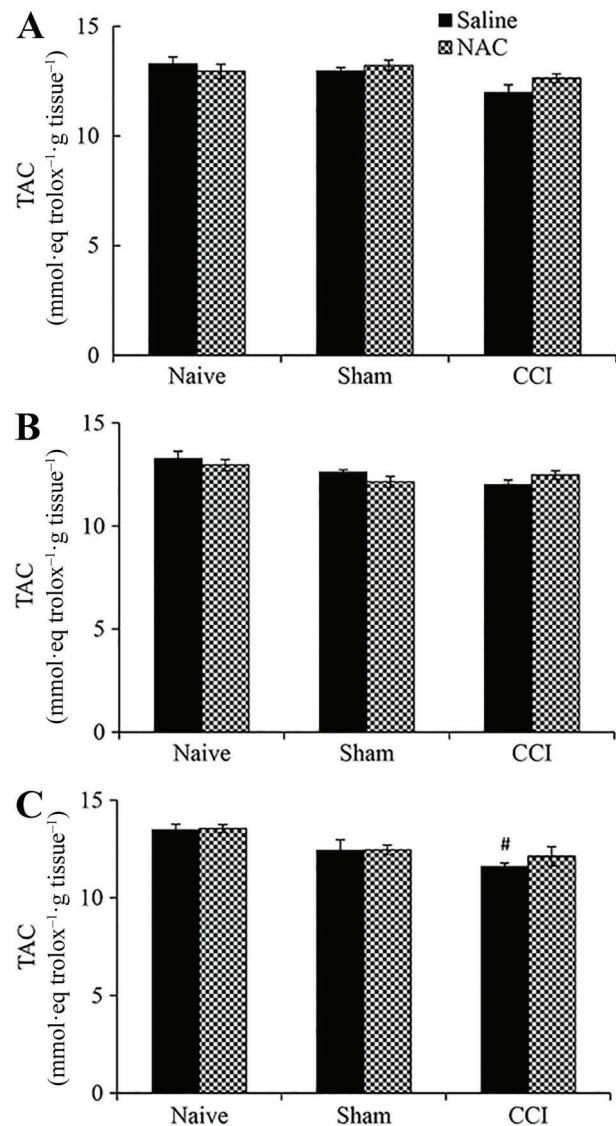 A
Saline
NAC
15
10
5
0
TAC
(mmol·eq trolox⁻¹·g tissue⁻¹)
Naive Sham CCI
B
15
10
5
0
TAC
(mmol·eq trolox⁻¹·g tissue⁻¹)
Naive Sham CCI
C
15
10
5
0
TAC
(mmol·eq trolox⁻¹·g tissue⁻¹)
#
Naive Sham CCI